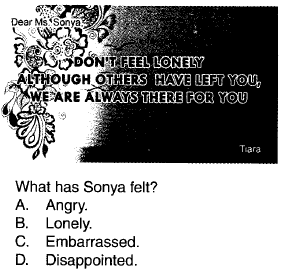 Dear Ms. Sonya
DON'T FEEL LONELY
ALTHOUGH OTHERS HAVE LEFT YOU,
WE ARE ALWAYS THERE FOR YOU
Tiara
What has Sonya felt?
A. Angry.
B. Lonely.
C. Embarrassed.
D. Disappointed.